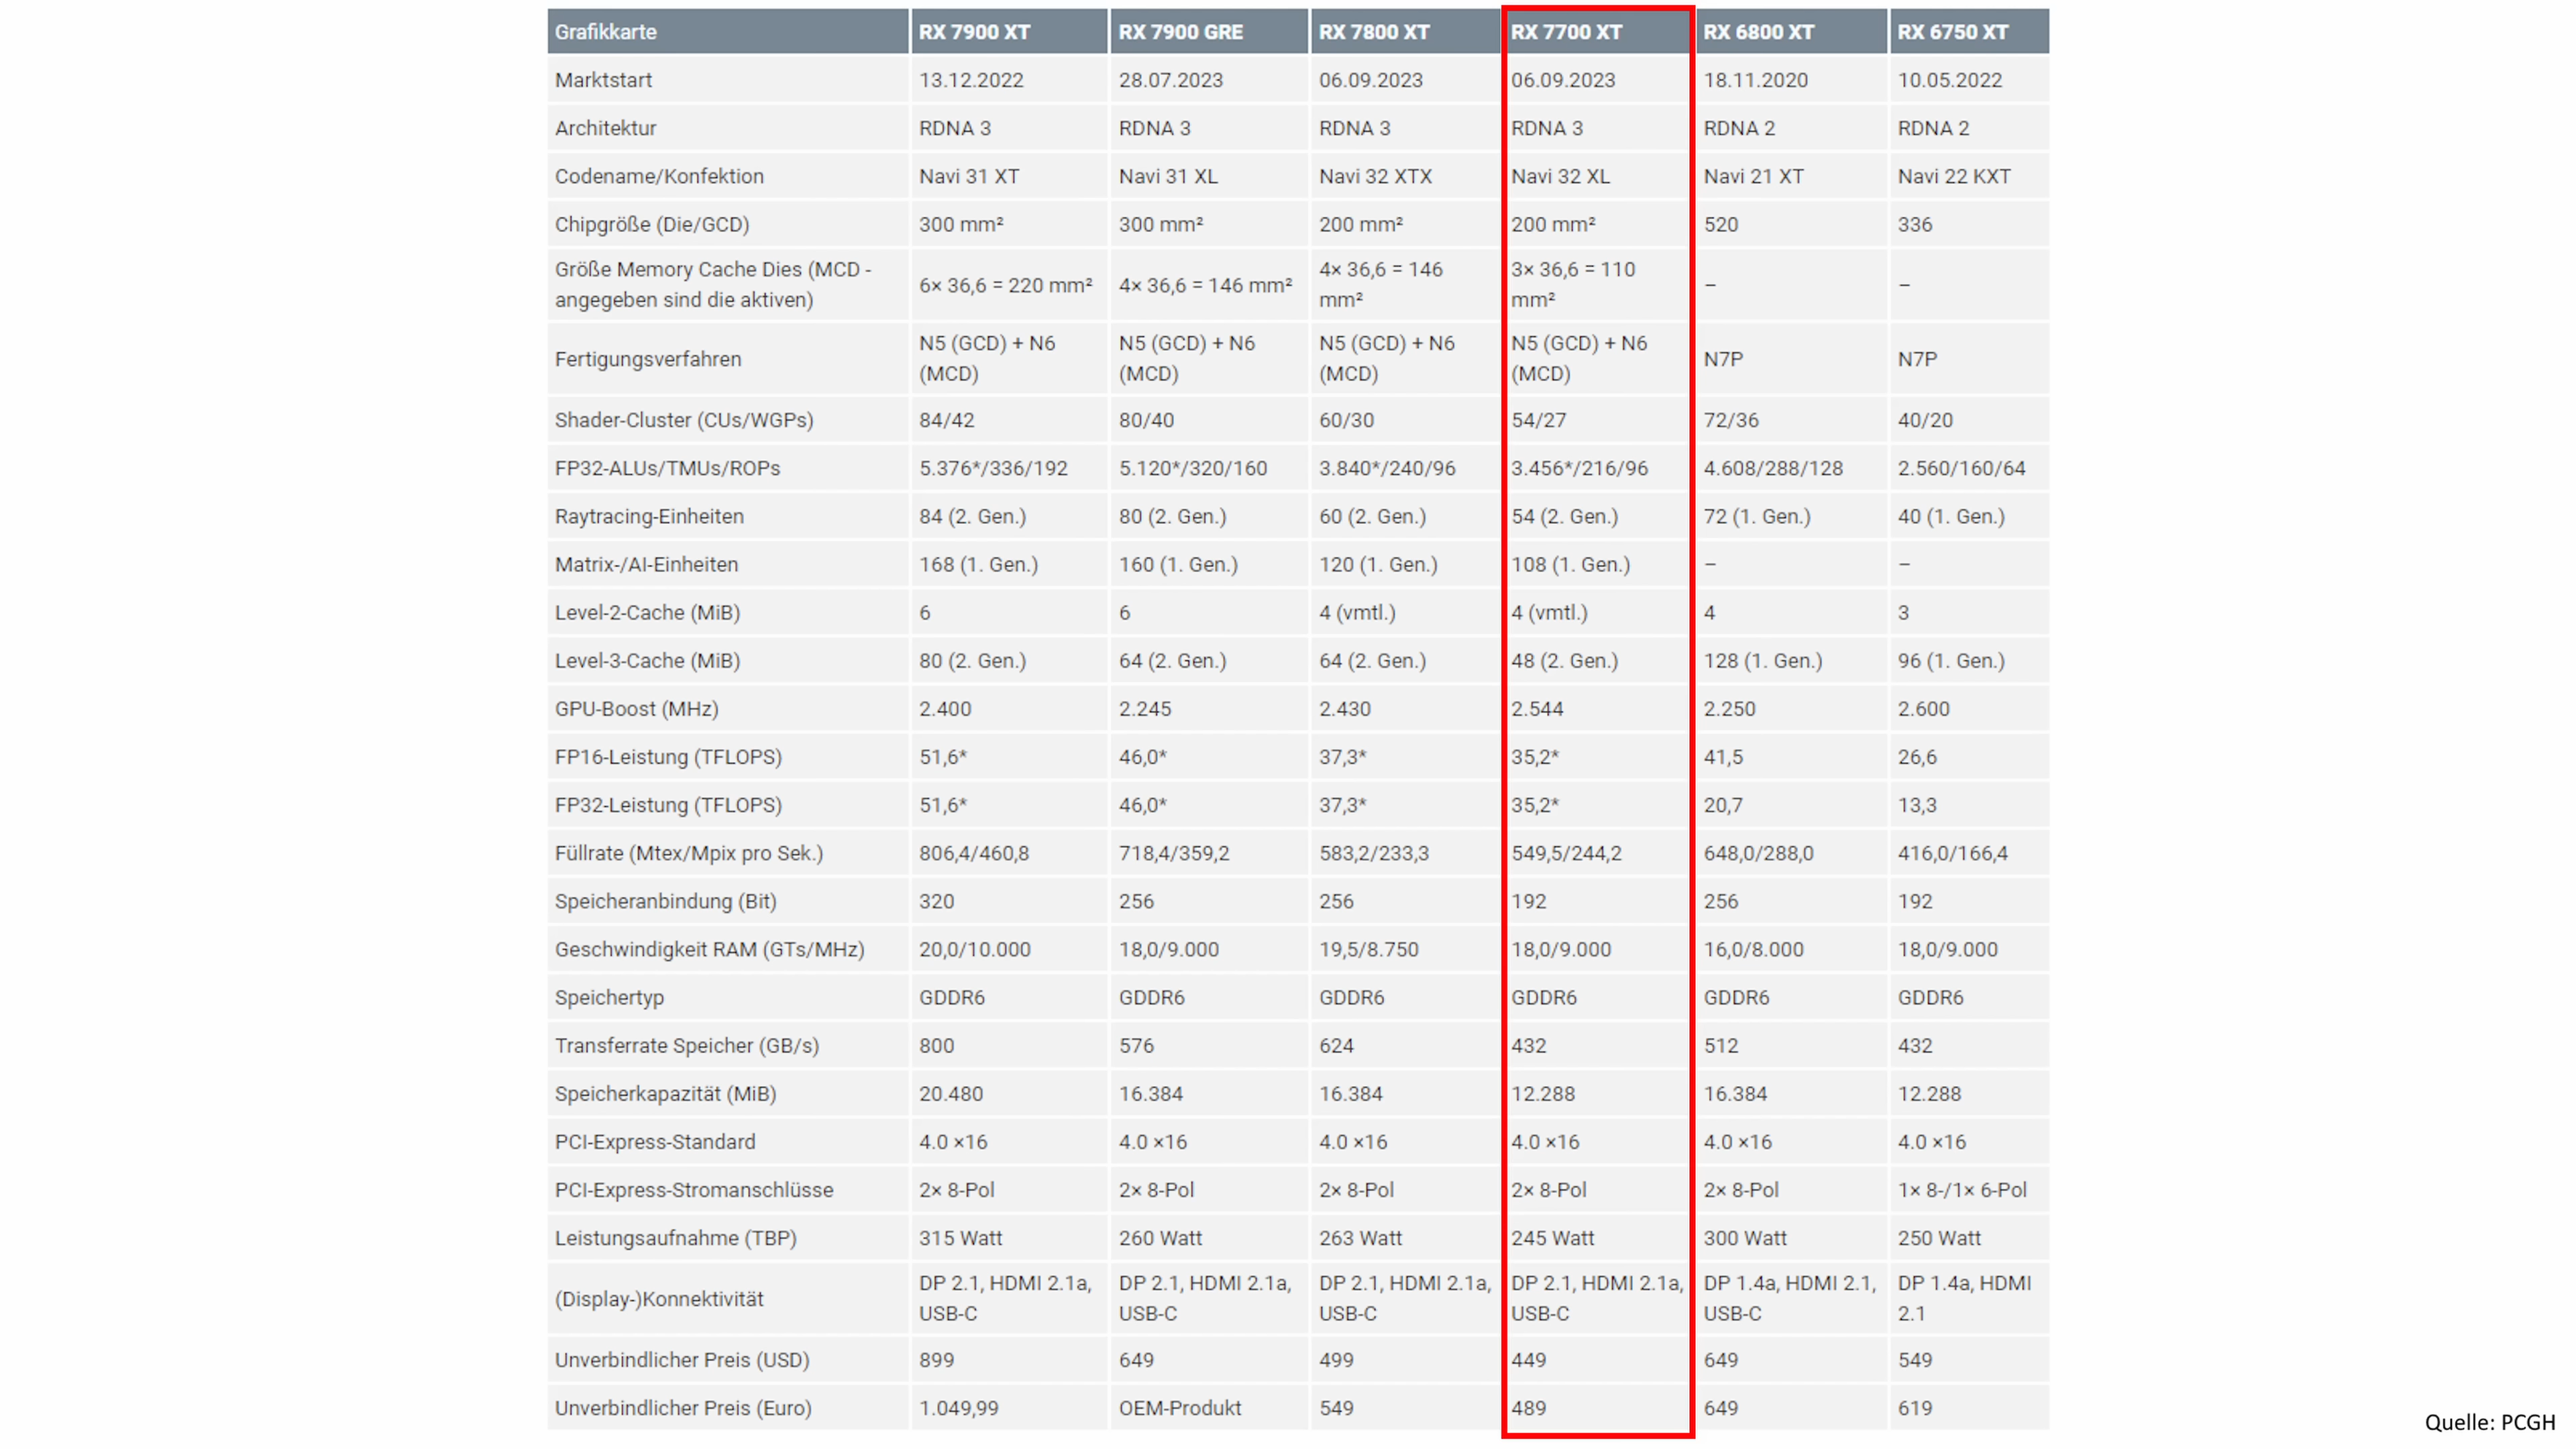 Grafikkarte RX 7900 XT RX 7900 GRE RX 7800 XT RX 7700 XT RX 6800 XT RX 6750 XT
Marktstart 13.12.2022 28.07.2023 06.09.2023 06.09.2023 18.11.2020 10.05.2022
Architektur RDNA 3 RDNA 3 RDNA 3 RDNA 3 RDNA 2 RDNA 2
Codename/Konfektion Navi 31 XT Navi 31 XL Navi 32 XTX Navi 32 XL Navi 21 XT Navi 22 KXT
Chipgröße (Die/GCD) 300 mm² 300 mm² 200 mm² 200 mm² 520 336
Größe Memory Cache Dies (MCD -
angegeben sind die aktiven) 6× 36,6 = 220 mm² 4× 36,6 = 146 mm² 4× 36,6 = 146
mm² 3× 36,6 = 110
mm² – –
Fertigungsverfahren N5 (GCD) + N6
(MCD) N5 (GCD) + N6
(MCD) N5 (GCD) + N6
(MCD) N5 (GCD) + N6
(MCD) N7P N7P
Shader-Cluster (CUs/WGPs) 84/42 80/40 60/30 54/27 72/36 40/20
FP32-ALUs/TMUs/ROPs 5.376*/336/192 5.120*/320/160 3.840*/240/96 3.456*/216/96 4.608/288/128 2.560/160/64
Raytracing-Einheiten 84 (2. Gen.) 80 (2. Gen.) 60 (2. Gen.) 54 (2. Gen.) 72 (1. Gen.) 40 (1. Gen.)
Matrix-/AI-Einheiten 168 (1. Gen.) 160 (1. Gen.) 120 (1. Gen.) 108 (1. Gen.) – –
Level-2-Cache (MiB) 6 6 4 (vmtl.) 4 (vmtl.) 4 3
Level-3-Cache (MiB) 80 (2. Gen.) 64 (2. Gen.) 64 (2. Gen.) 48 (2. Gen.) 128 (1. Gen.) 96 (1. Gen.)
GPU-Boost (MHz) 2.400 2.245 2.430 2.544 2.250 2.600
FP16-Leistung (TFLOPS) 51,6* 46,0* 37,3* 35,2* 41,5 26,6
FP32-Leistung (TFLOPS) 51,6* 46,0* 37,3* 35,2* 20,7 13,3
Füllrate (Mtex/Mpix pro Sek.) 806,4/460,8 718,4/359,2 583,2/233,3 549,5/244,2 648,0/288,0 416,0/166,4
Speicheranbindung (Bit) 320 256 256 192 256 192
Geschwindigkeit RAM (GTs/MHz) 20,0/10.000 18,0/9.000 19,5/8.750 18,0/9.000 16,0/8.000 18,0/9.000
Speichertyp GDDR6 GDDR6 GDDR6 GDDR6 GDDR6 GDDR6
Transferrate Speicher (GB/s) 800 576 624 432 512 432
Speicherkapazität (MiB) 20.480 16.384 16.384 12.288 16.384 12.288
PCI-Express-Standard 4.0 ×16 4.0 ×16 4.0 ×16 4.0 ×16 4.0 ×16 4.0 ×16
PCI-Express-Stromanschlüsse 2× 8-Pol 2× 8-Pol 2× 8-Pol 2× 8-Pol 2× 8-Pol 1× 8-/1× 6-Pol
Leistungsaufnahme (TBP) 315 Watt 260 Watt 263 Watt 245 Watt 300 Watt 250 Watt
(Display-)Konnektivität DP 2.1, HDMI 2.1a,
USB-C DP 2.1, HDMI 2.1a,
USB-C DP 2.1, HDMI 2.1a,
USB-C DP 2.1, HDMI 2.1a,
USB-C DP 1.4a, HDMI 2.1,
USB-C DP 1.4a, HDMI
2.1
Unverbindlicher Preis (USD) 899 649 499 449 649 549
Unverbindlicher Preis (Euro) 1.049,99 OEM-Produkt 549 489 649 619
Quelle: PCGH